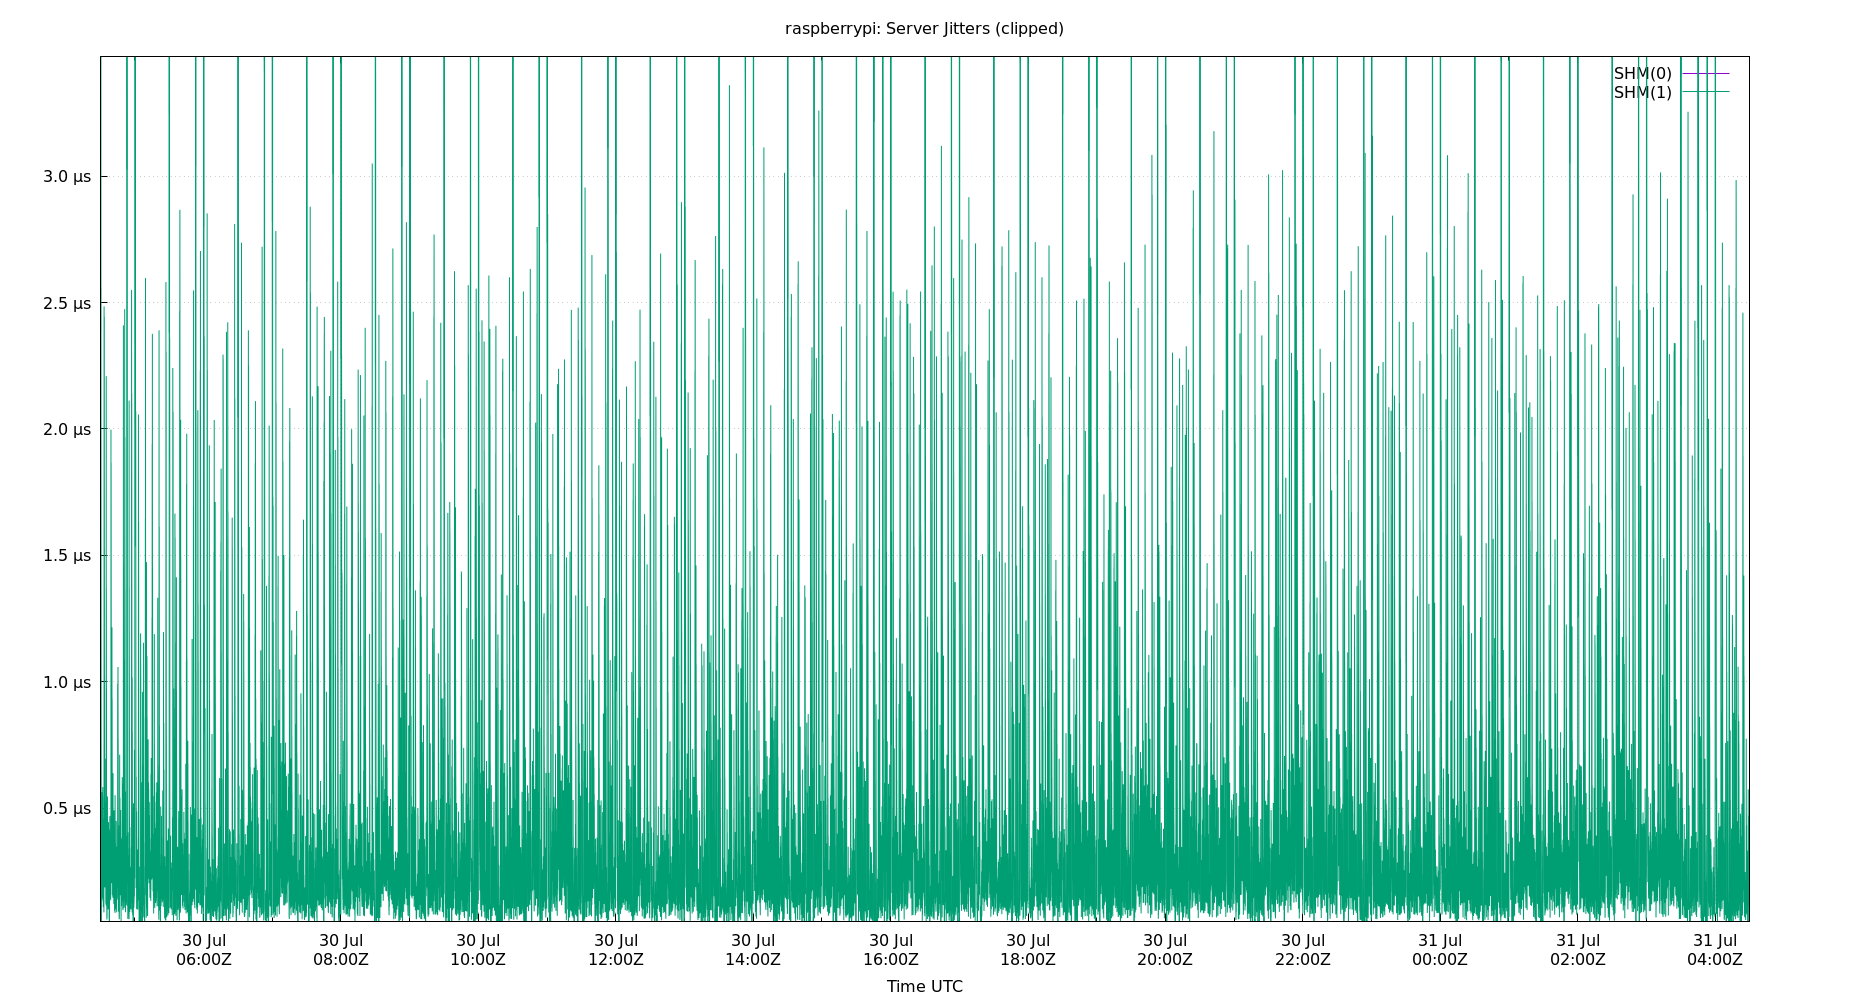 raspberrypi: Server Jitters (clipped)
SHM(0)
SHM(1)
3.0 µs
2.5 µs
2.0 µs
1.5 µs
1.0 µs
0.5 µs
30 Jul 30 Jul 30 Jul 30 Jul 30 Jul 30 Jul 30 Jul 30 Jul 30 Jul 31 Jul 31 Jul 31 Jul
06:00Z 08:00Z 10:00Z 12:00Z 14:00Z 16:00Z 18:00Z 20:00Z 22:00Z 00:00Z 02:00Z 04:00Z
Time UTC